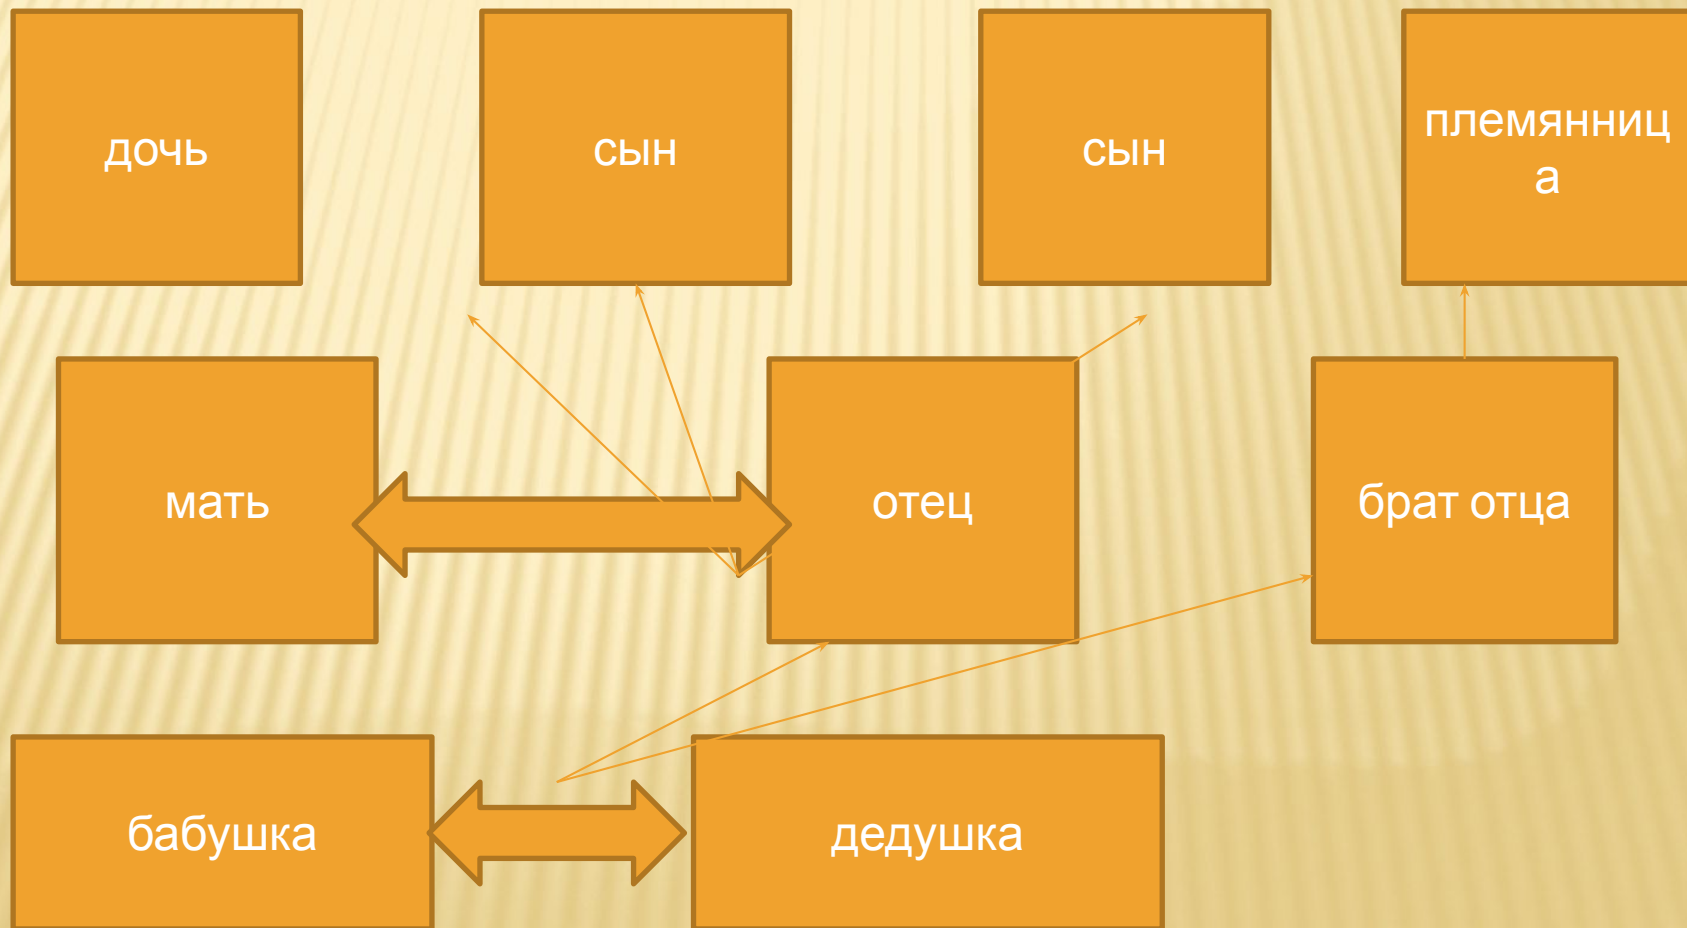 дочь
сын
сын
племянниц
а
мать
отец
брат отца
бабушка
дедушка